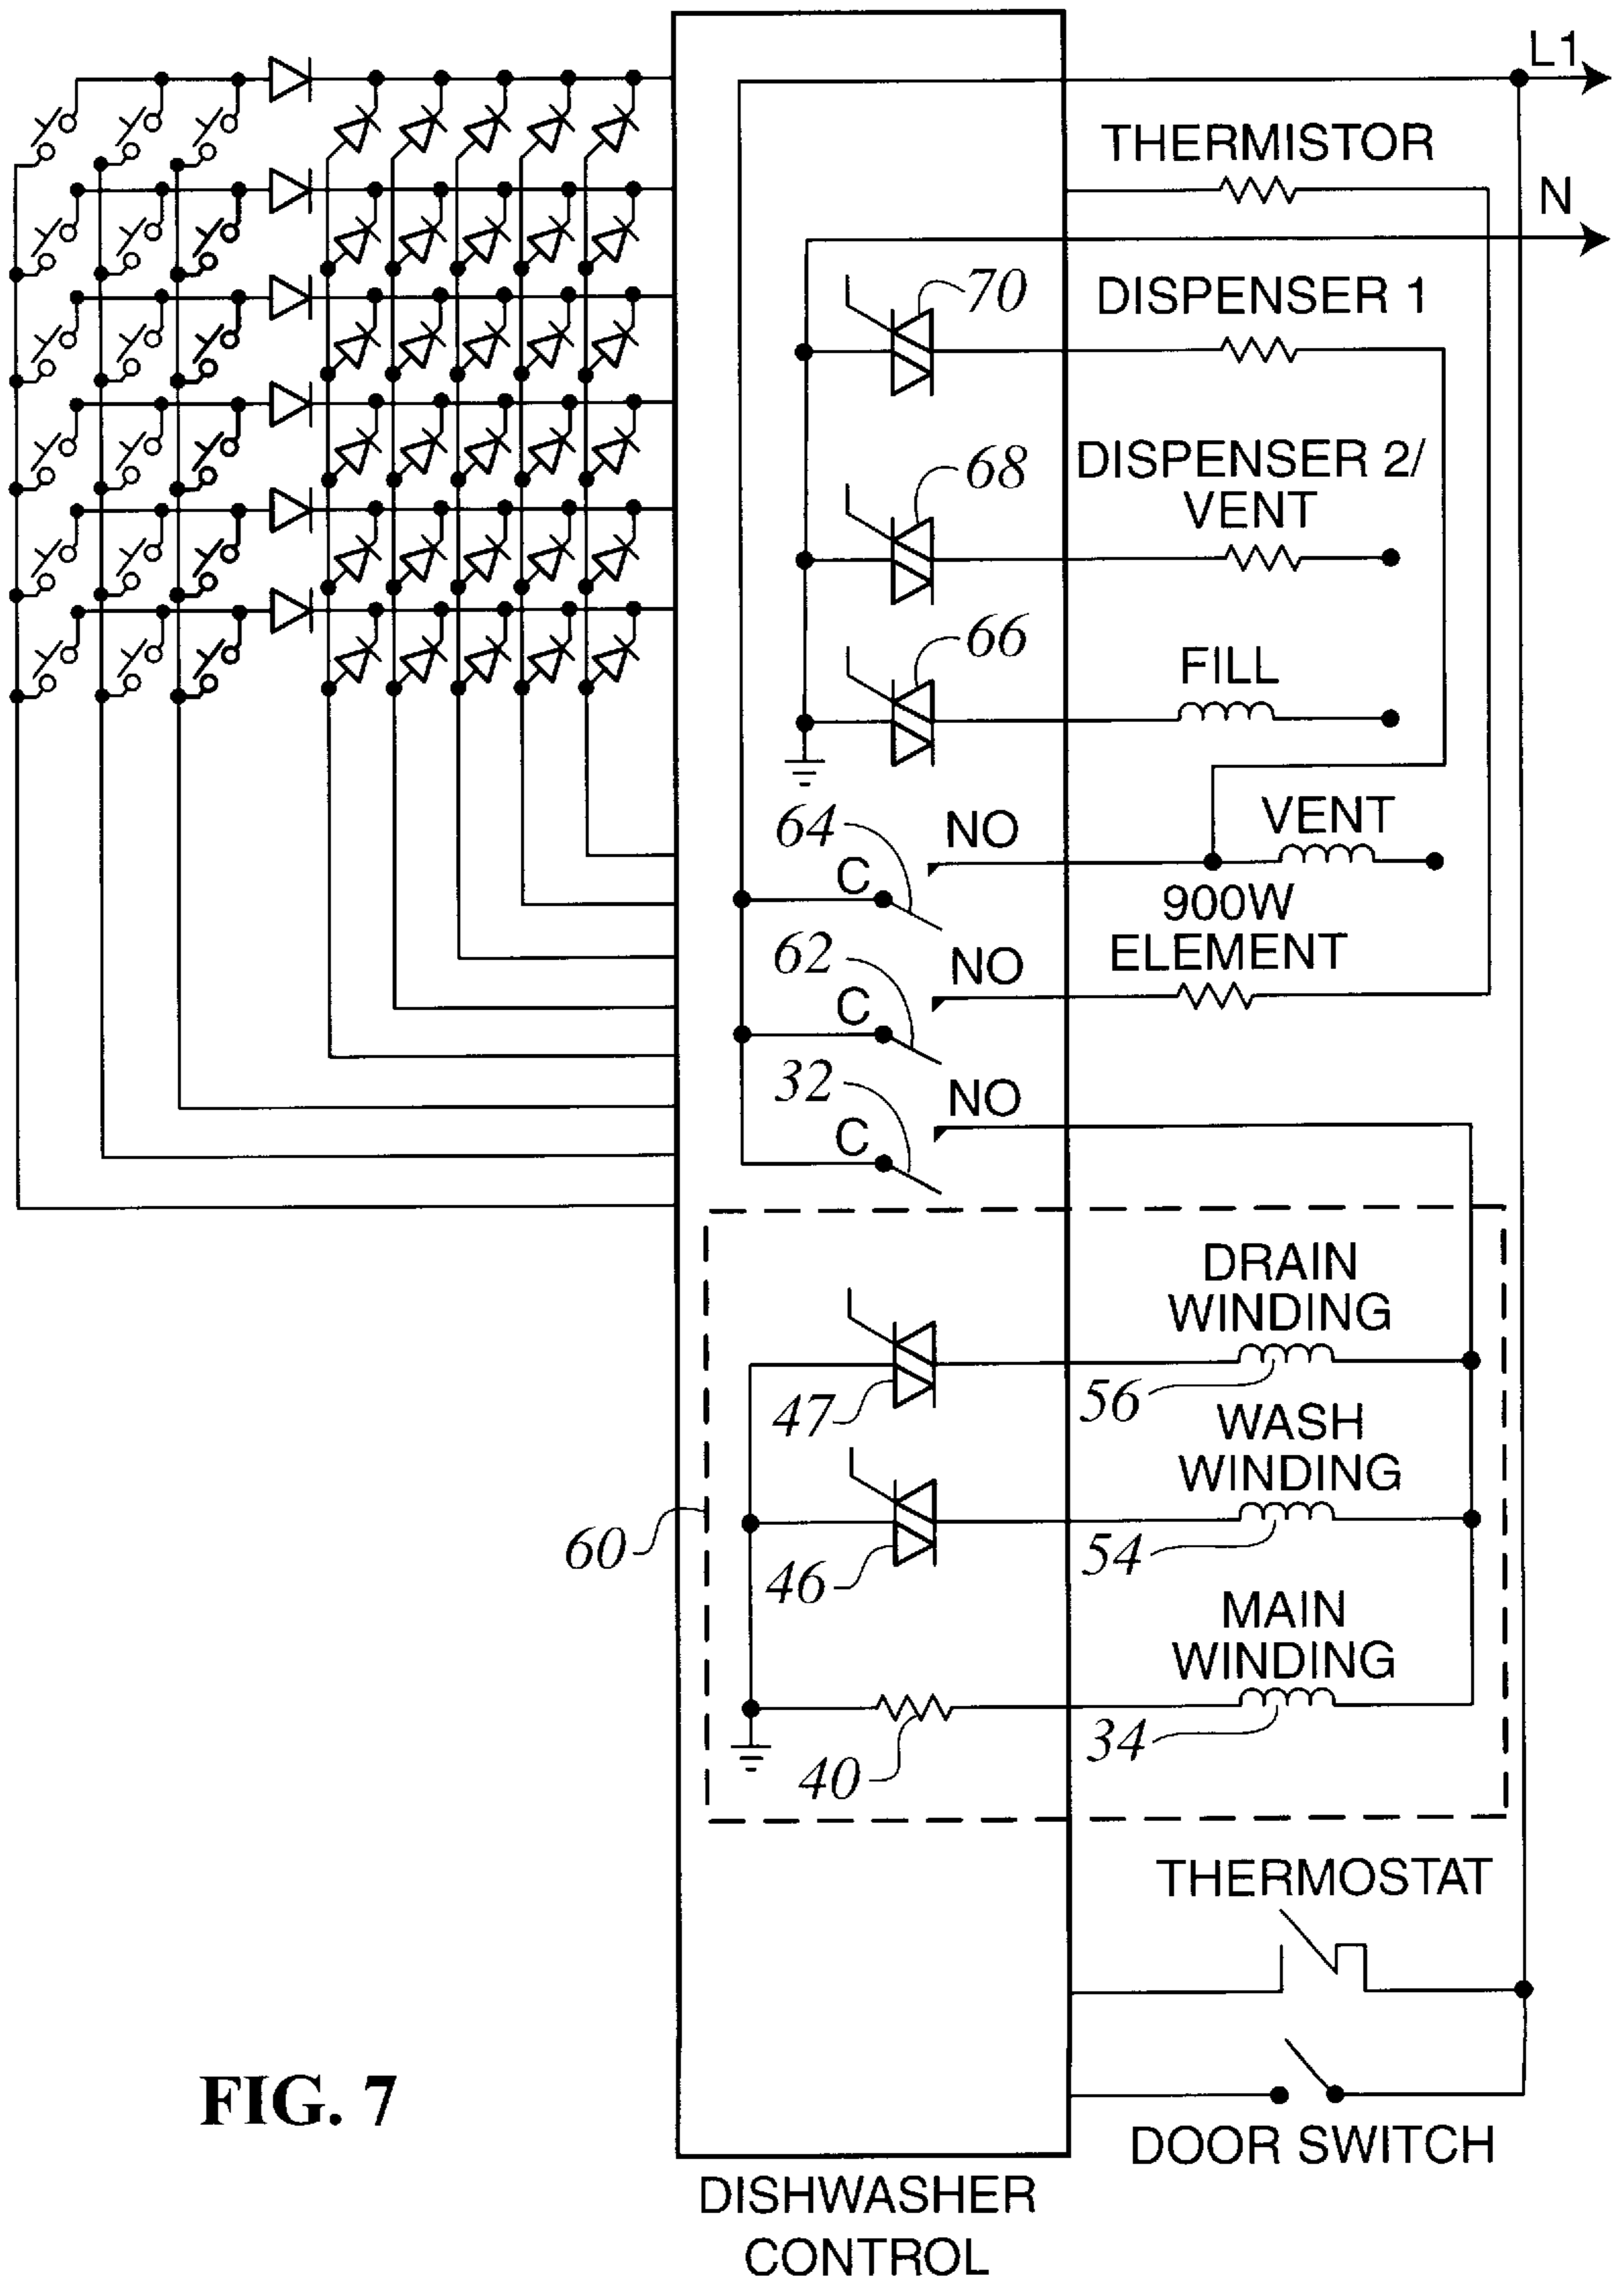 L1
THERMISTOR
N
70
DISPENSER 1
68
DISPENSER 2/
VENT
66
FILL
64
NO
VENT
C
900W
ELEMENT
62
NO
C
32
NO
C
DRAIN
WINDING
47
56
WASH
WINDING
60
46
54
MAIN
WINDING
40
34
THERMOSTAT
DOOR SWITCH
FIG. 7
DISHWASHER
CONTROL